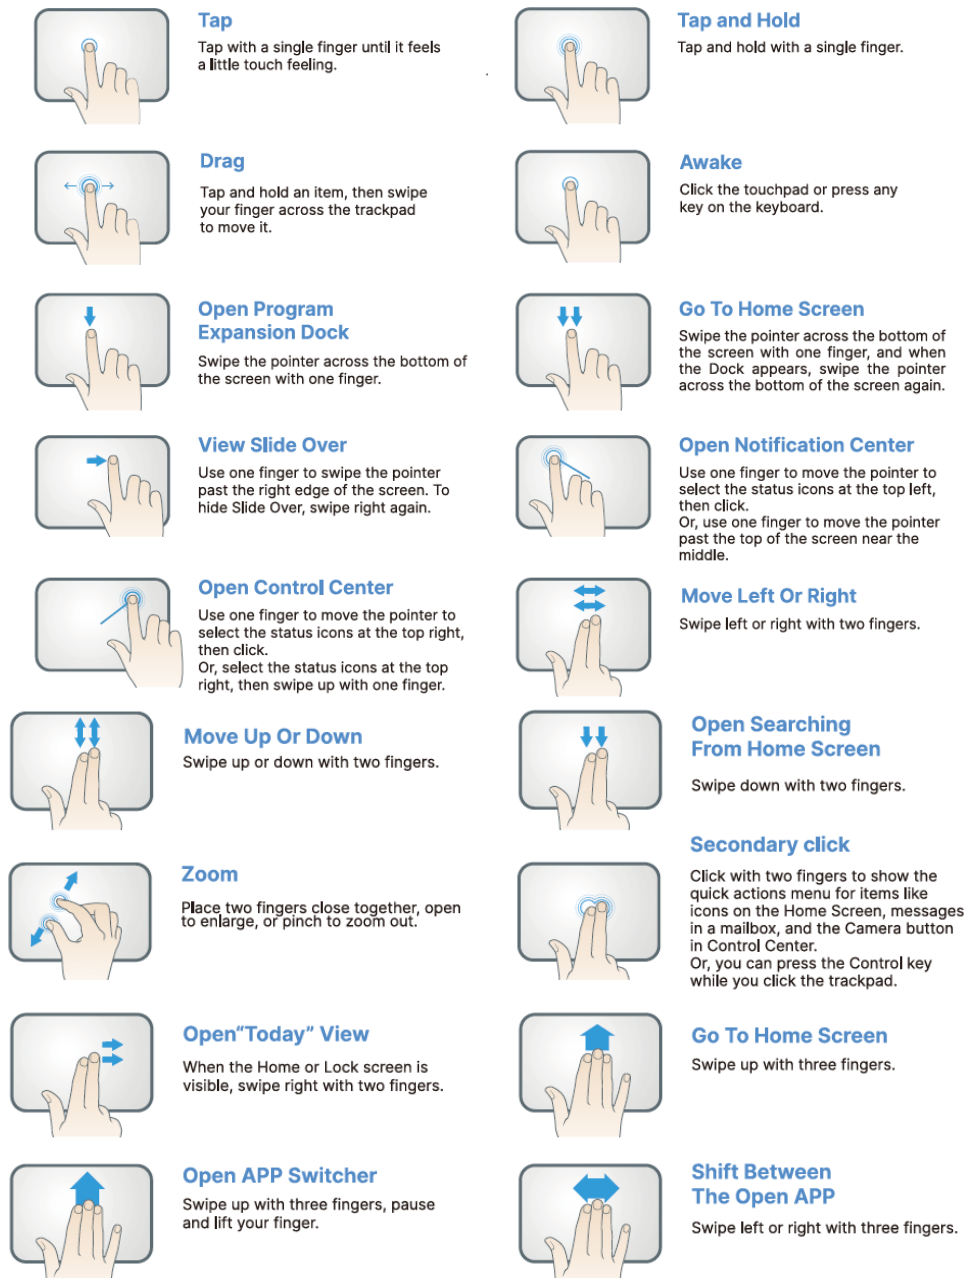 Tap
Tap with a single finger until it feels
a little touch feeling.
Tap and Hold
Tap and hold with a single finger.
Drag
Tap and hold an item, then swipe
your finger across the trackpad
to move it.
Awake
Click the touchpad or press any
key on the keyboard.
Open Program
Expansion Dock
Swipe the pointer across the bottom of
the screen with one finger.
Go To Home Screen
Swipe the pointer across the bottom of
the screen with one finger, and when
the Dock appears, swipe the pointer
across the bottom of the screen again.
View Slide Over
Use one finger to swipe the pointer
past the right edge of the screen. To
hide Slide Over, swipe right again.
Open Notification Center
Use one finger to move the pointer to
select the status icons at the top left,
then click.
Or, use one finger to move the pointer
past the top of the screen near the
middle.
Open Control Center
Use one finger to move the pointer to
select the status icons at the top right,
then click.
Or, select the status icons at the top
right, then swipe up with one finger.
Move Left Or Right
Swipe left or right with two fingers.
Move Up Or Down
Swipe up or down with two fingers.
Open Searching
From Home Screen
Swipe down with two fingers.
Zoom
Place two fingers close together, open
to enlarge, or pinch to zoom out.
Secondary click
Click with two fingers to show the
quick actions menu for items like
icons on the Home Screen, messages
in a mailbox, and the Camera button
in Control Center.
Or, you can press the Control key
while you click the trackpad.
Open“Today” View
When the Home or Lock screen is
visible, swipe right with two fingers.
Go To Home Screen
Swipe up with three fingers.
Open APP Switcher
Swipe up with three fingers, pause
and lift your finger.
Shift Between
The Open APP
Swipe left or right with three fingers.